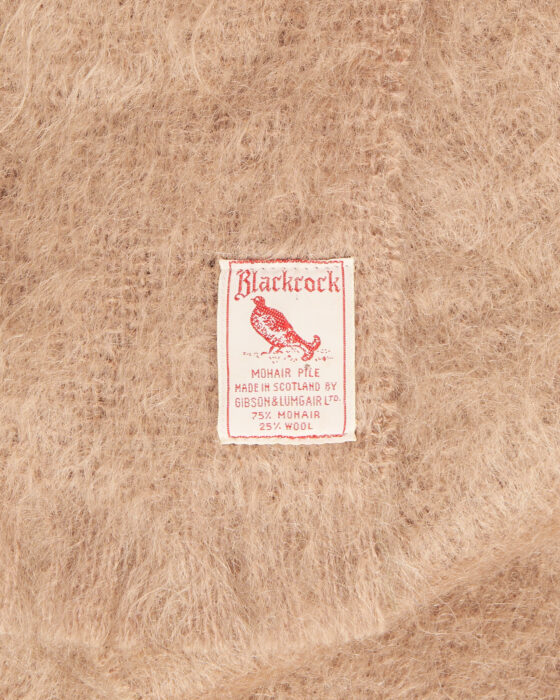 Blackrock
MOHAIR PILE
MADE IN SCOTLAND BY
GIBSON&LUMGAIR LTD.
75% MOHAIR
25% WOOL